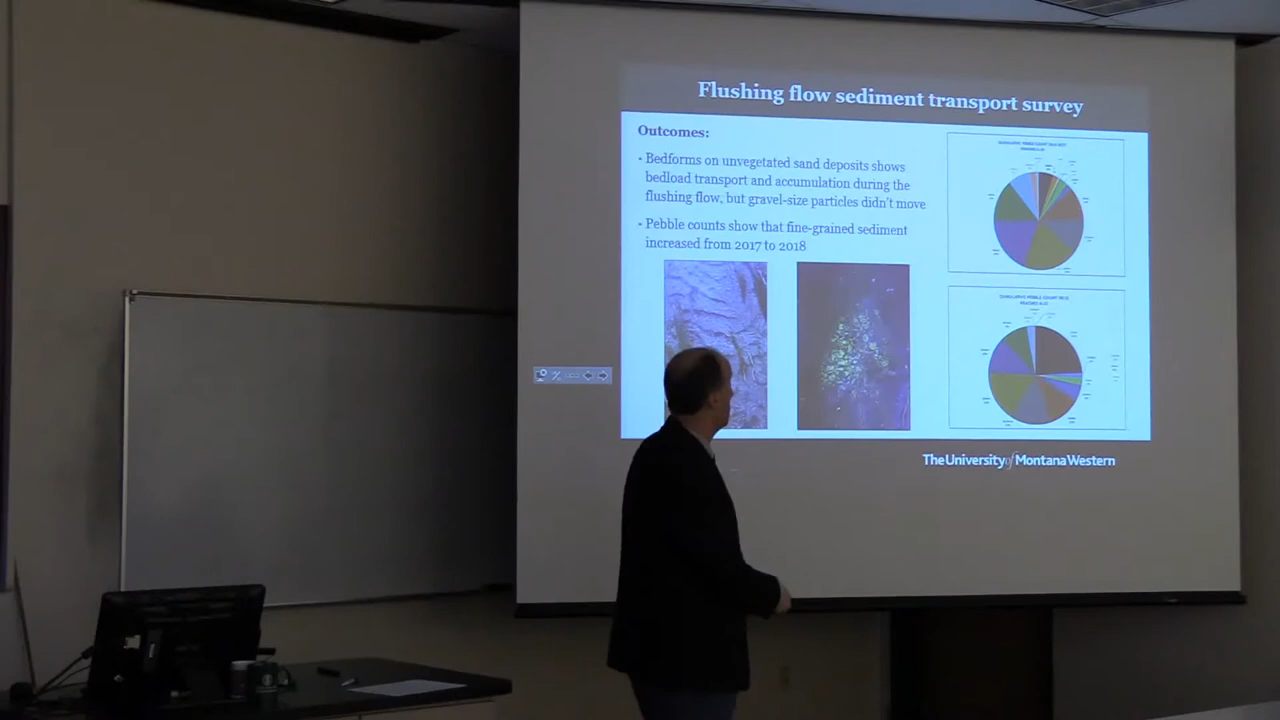 Flushing flow sediment transport survey
Outcomes:
• Bedforms on unvegetated sand deposits shows
bedload transport and accumulation during the
flushing flow, but gravel-size particles didn't move
• Pebble counts show that fine-grained sediment
increased from 2017 to 2018
The University of Montana Western